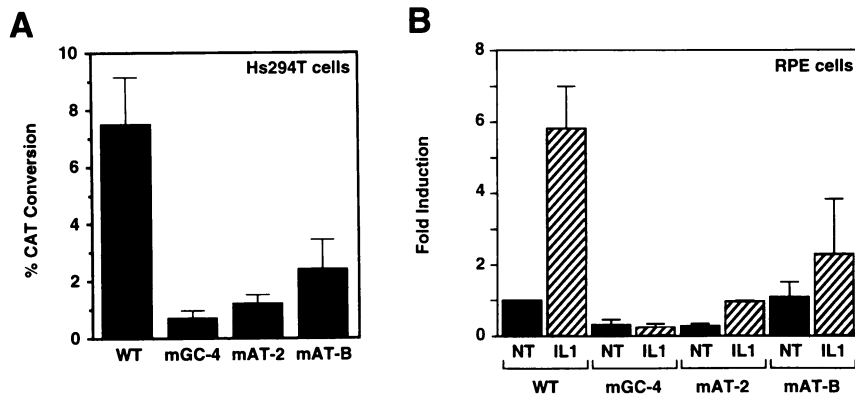 A
Hs294T cells
% CAT Conversion
10
8
6
4
2
0
WT mGC-4 mAT-2 mAT-B
B
RPE cells
Fold Induction
8
6
4
2
0
NT IL1 NT IL1 NT IL1 NT IL1
WT mGC-4 mAT-2 mAT-B